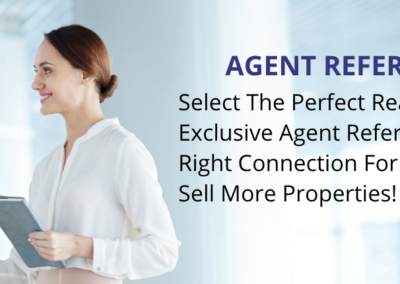 AGENT REFER
Select The Perfect Rea
Exclusive Agent Refer
Right Connection For
Sell More Properties!